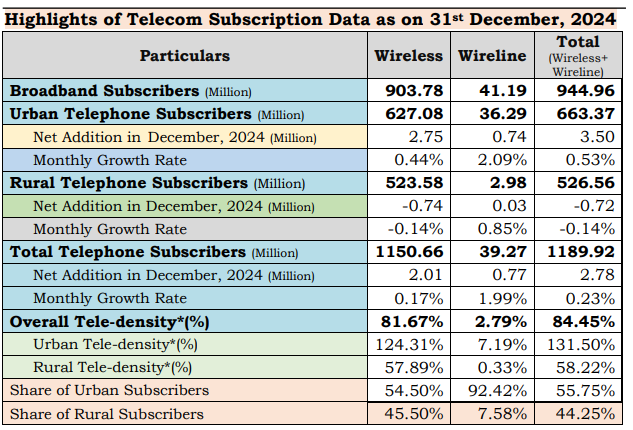 Highlights of Telecom Subscription Data as on 31st December, 2024
Particulars Wireless Wireline Total
(Wireless+
Wireline)
Broadband Subscribers (Million) 903.78 41.19 944.96
Urban Telephone Subscribers (Million) 627.08 36.29 663.37
Net Addition in December, 2024 (Million) 2.75 0.74 3.50
Monthly Growth Rate 0.44% 2.09% 0.53%
Rural Telephone Subscribers (Million) 523.58 2.98 526.56
Net Addition in December, 2024 (Million) -0.74 0.03 -0.72
Monthly Growth Rate -0.14% 0.85% -0.14%
Total Telephone Subscribers (Million) 1150.66 39.27 1189.92
Net Addition in December, 2024 (Million) 2.01 0.77 2.78
Monthly Growth Rate 0.17% 1.99% 0.23%
Overall Tele-density*(%) 81.67% 2.79% 84.45%
Urban Tele-density*(%) 124.31% 7.19% 131.50%
Rural Tele-density*(%) 57.89% 0.33% 58.22%
Share of Urban Subscribers 54.50% 92.42% 55.75%
Share of Rural Subscribers 45.50% 7.58% 44.25%